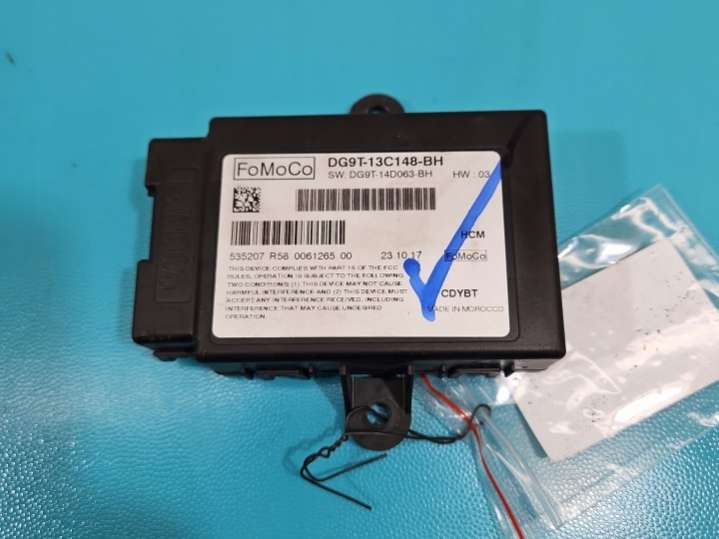 FoMoCo
DG9T-13C148-BH
SW: DG9T-14D063-BH HW : 03
HCM
535207 R58 0061265 00 23.10.17 FoMoCo
THIS DEVICE COMPLIES WITH PART 15 OF THE FCC
RULES, OPERATION IS SUBJECT TO THE FOLLOWING
TWO CONDITIONS: (1) THIS DEVICE MAY NOT CAUSE
HARMFUL INTERFERENCE AND (2) THIS DEVICE MUST
ACCEPT ANY INTERFERENCE RECEIVED, INCLUDING
INTERFERENCE THAT MAY CAUSE UNDESIRED
OPERATION.
CDYBT
MADE IN MOROCCO